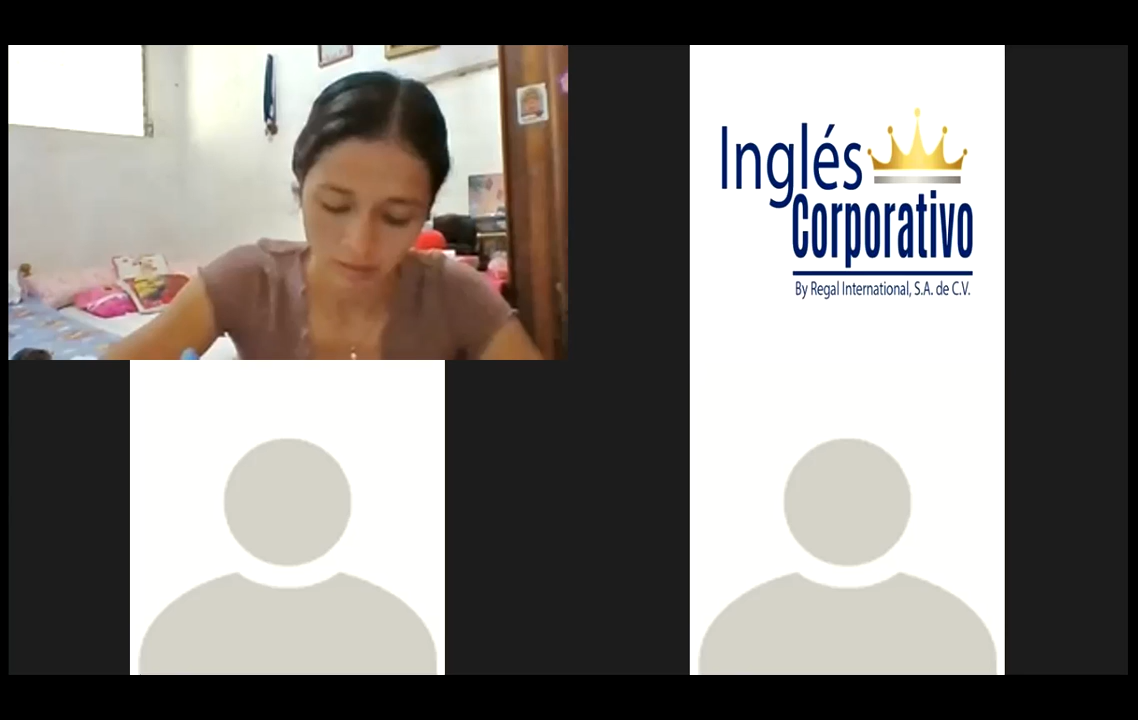 Inglés
Corporativo
By Regal International, S.A. de C.V.